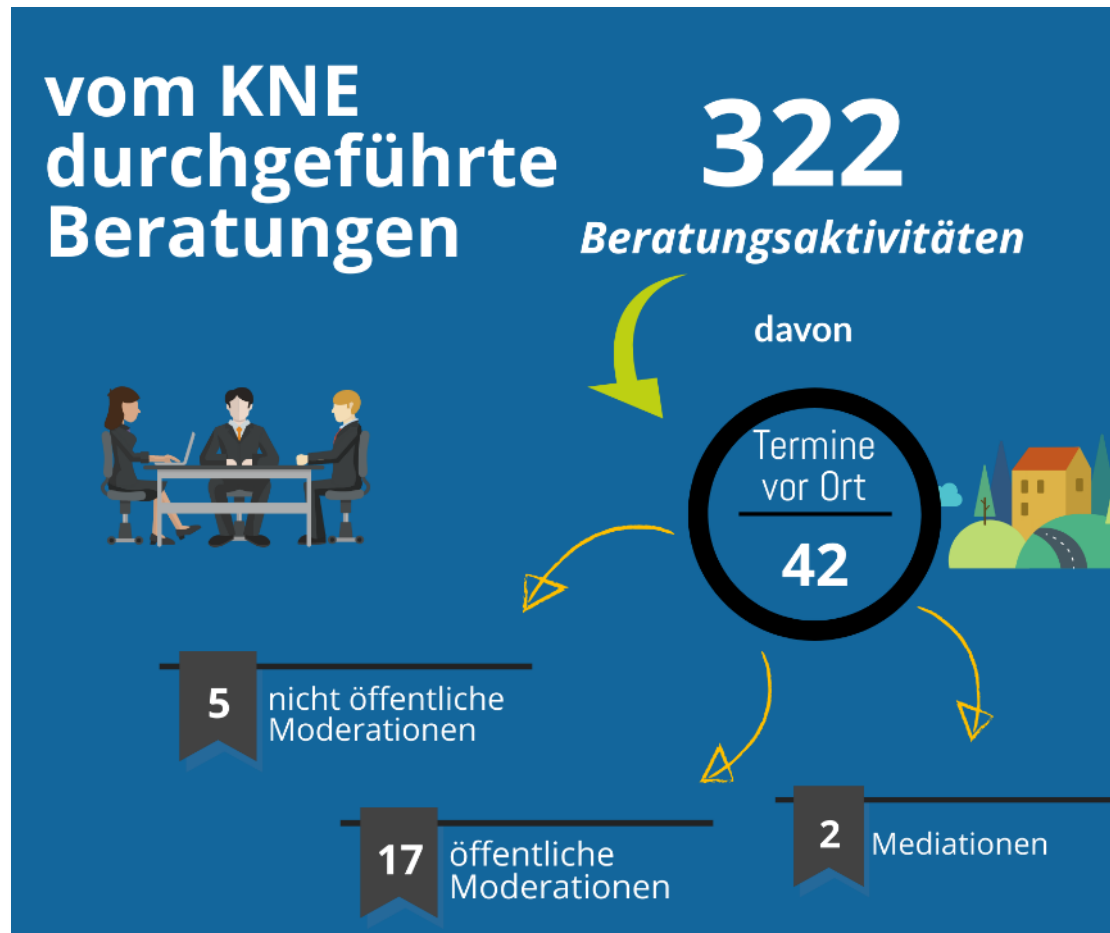 vom KNE
durchgeführte
Beratungen
322
Beratungsaktivitäten
davon
Termine
vor Ort
42
5
nicht öffentliche
Moderationen
17
öffentliche
Moderationen
2
Mediationen